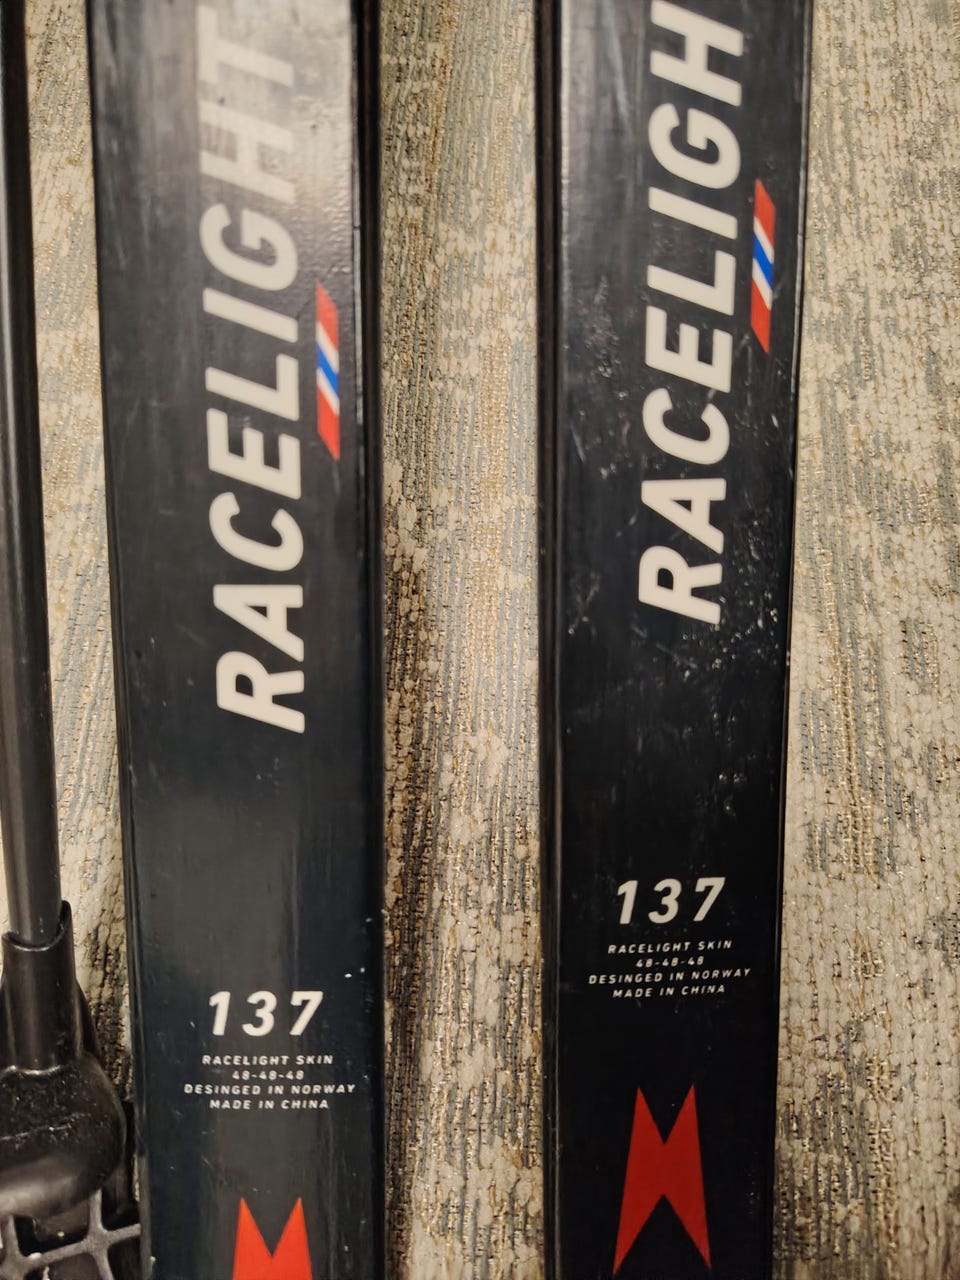 RACELIGHT
137
RACELIGHT SKIN
48-48-48
DESINGED IN NORWAY
MADE IN CHINA
RACELIGH
137
RACELIGHT SKIN
48-48-48
DESINGED IN NORWAY
MADE IN CHINA